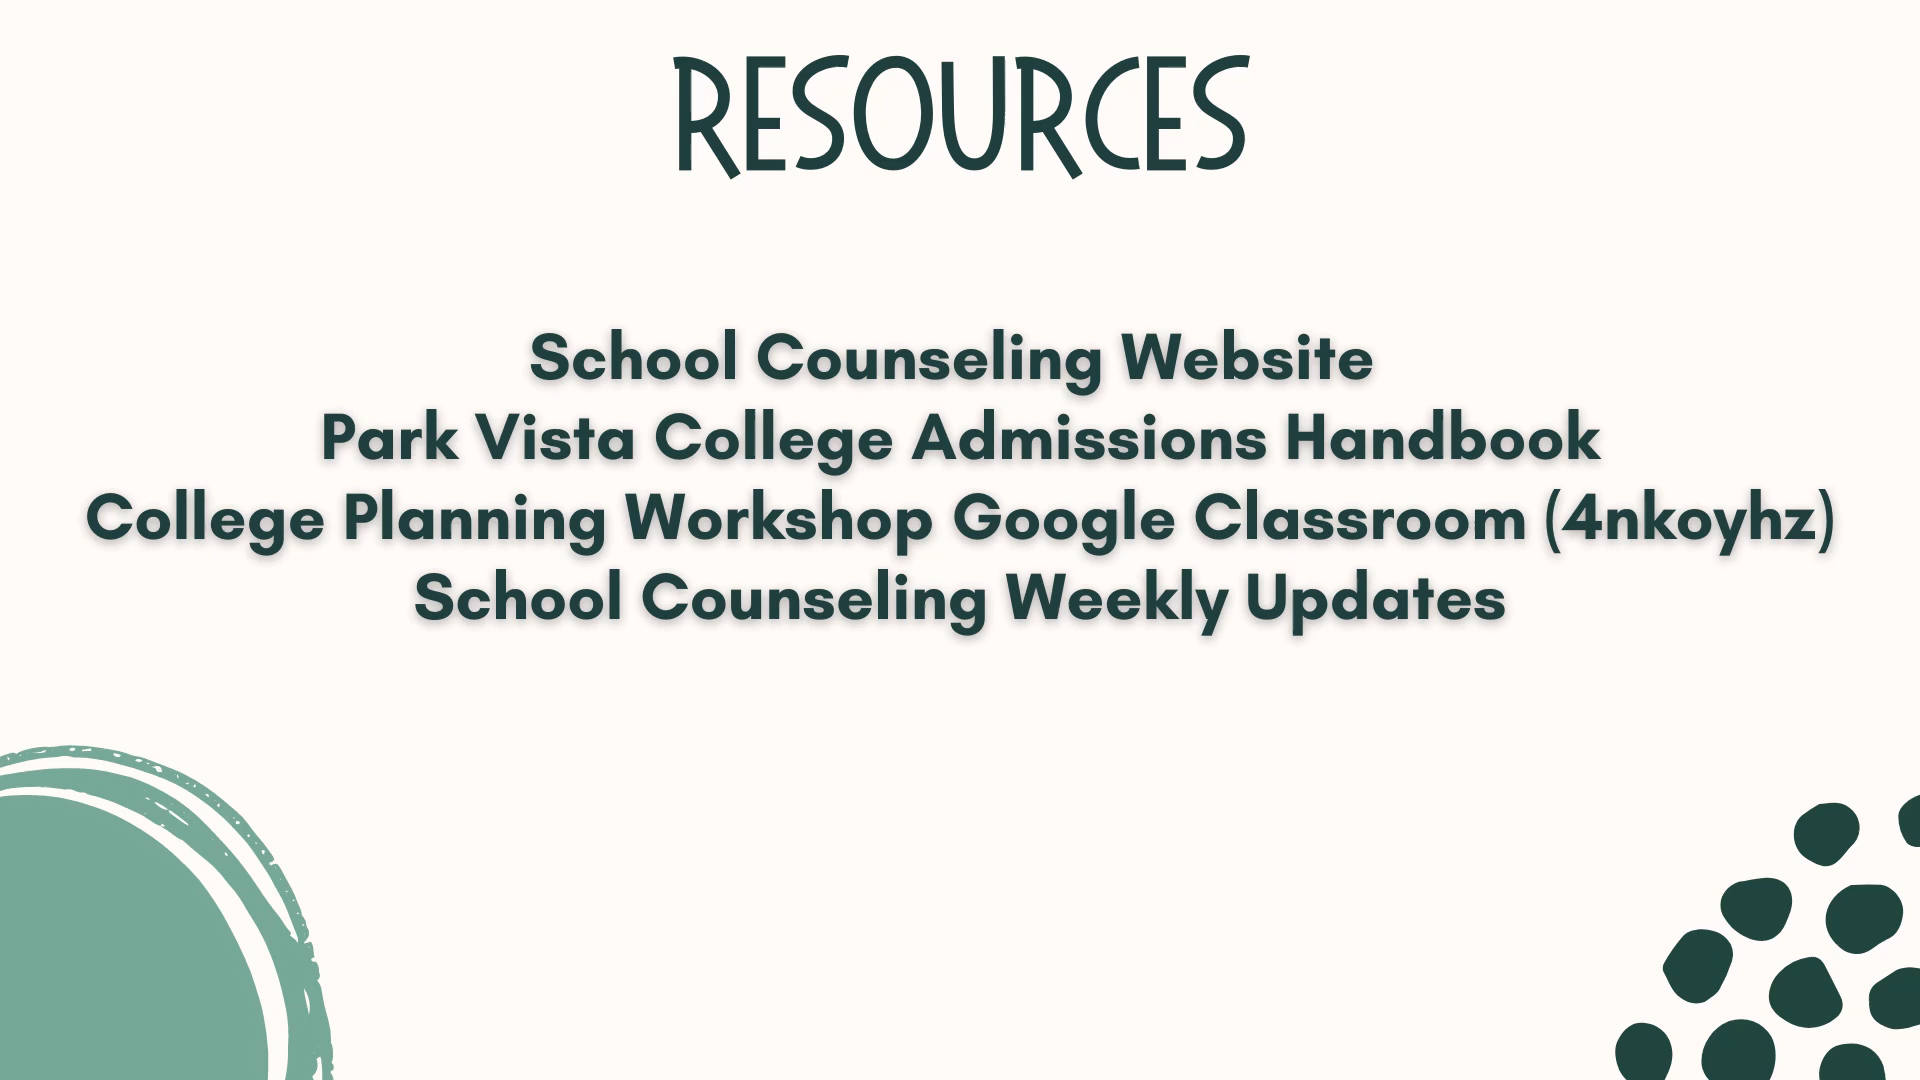 RESOURCES
School Counseling Website
Park Vista College Admissions Handbook
College Planning Workshop Google Classroom (4nkoyhz)
School Counseling Weekly Updates